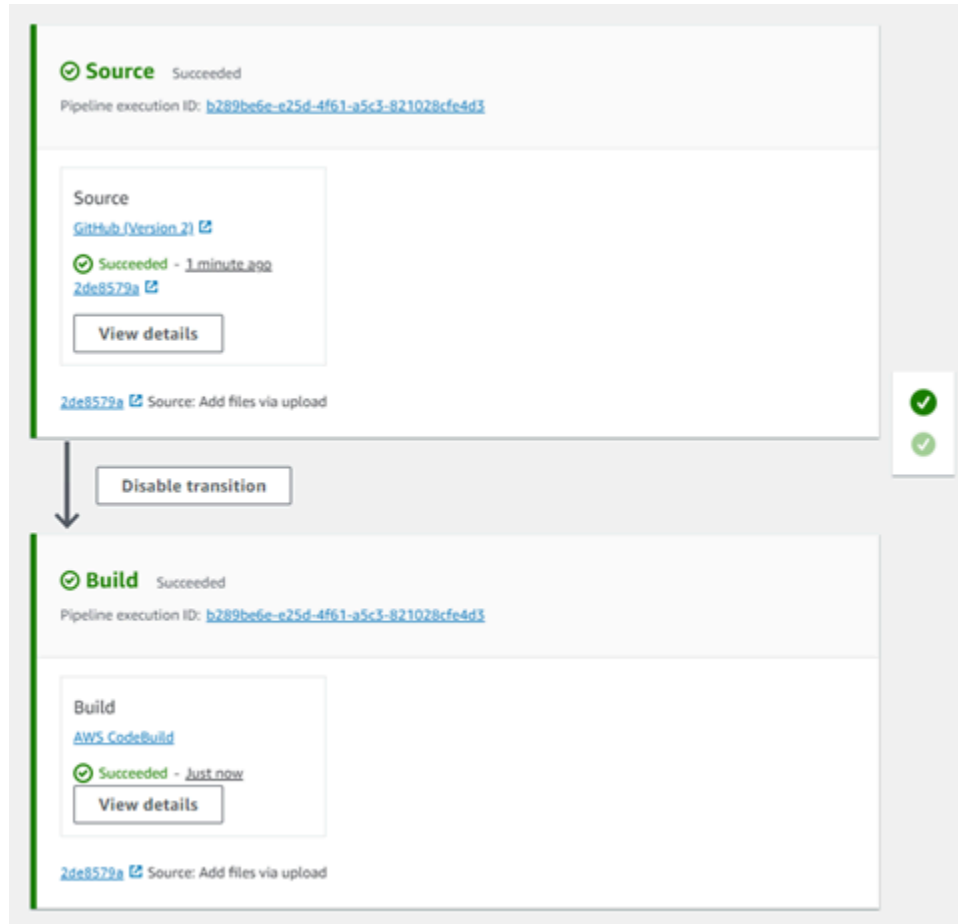 Source Succeeded
Pipeline execution ID: b289be6e-e25d-4f61-a5c3-821028cfe4d3
Source
GitHub (Version 2)
Succeeded - 1 minute ago
2de8579a
View details
2de8579a Source: Add files via upload
Disable transition
Build Succeeded
Pipeline execution ID: b289be6e-e25d-4f61-a5c3-821028cfe4d3
Build
AWS CodeBuild
Succeeded - Just now
View details
2de8579a Source: Add files via upload